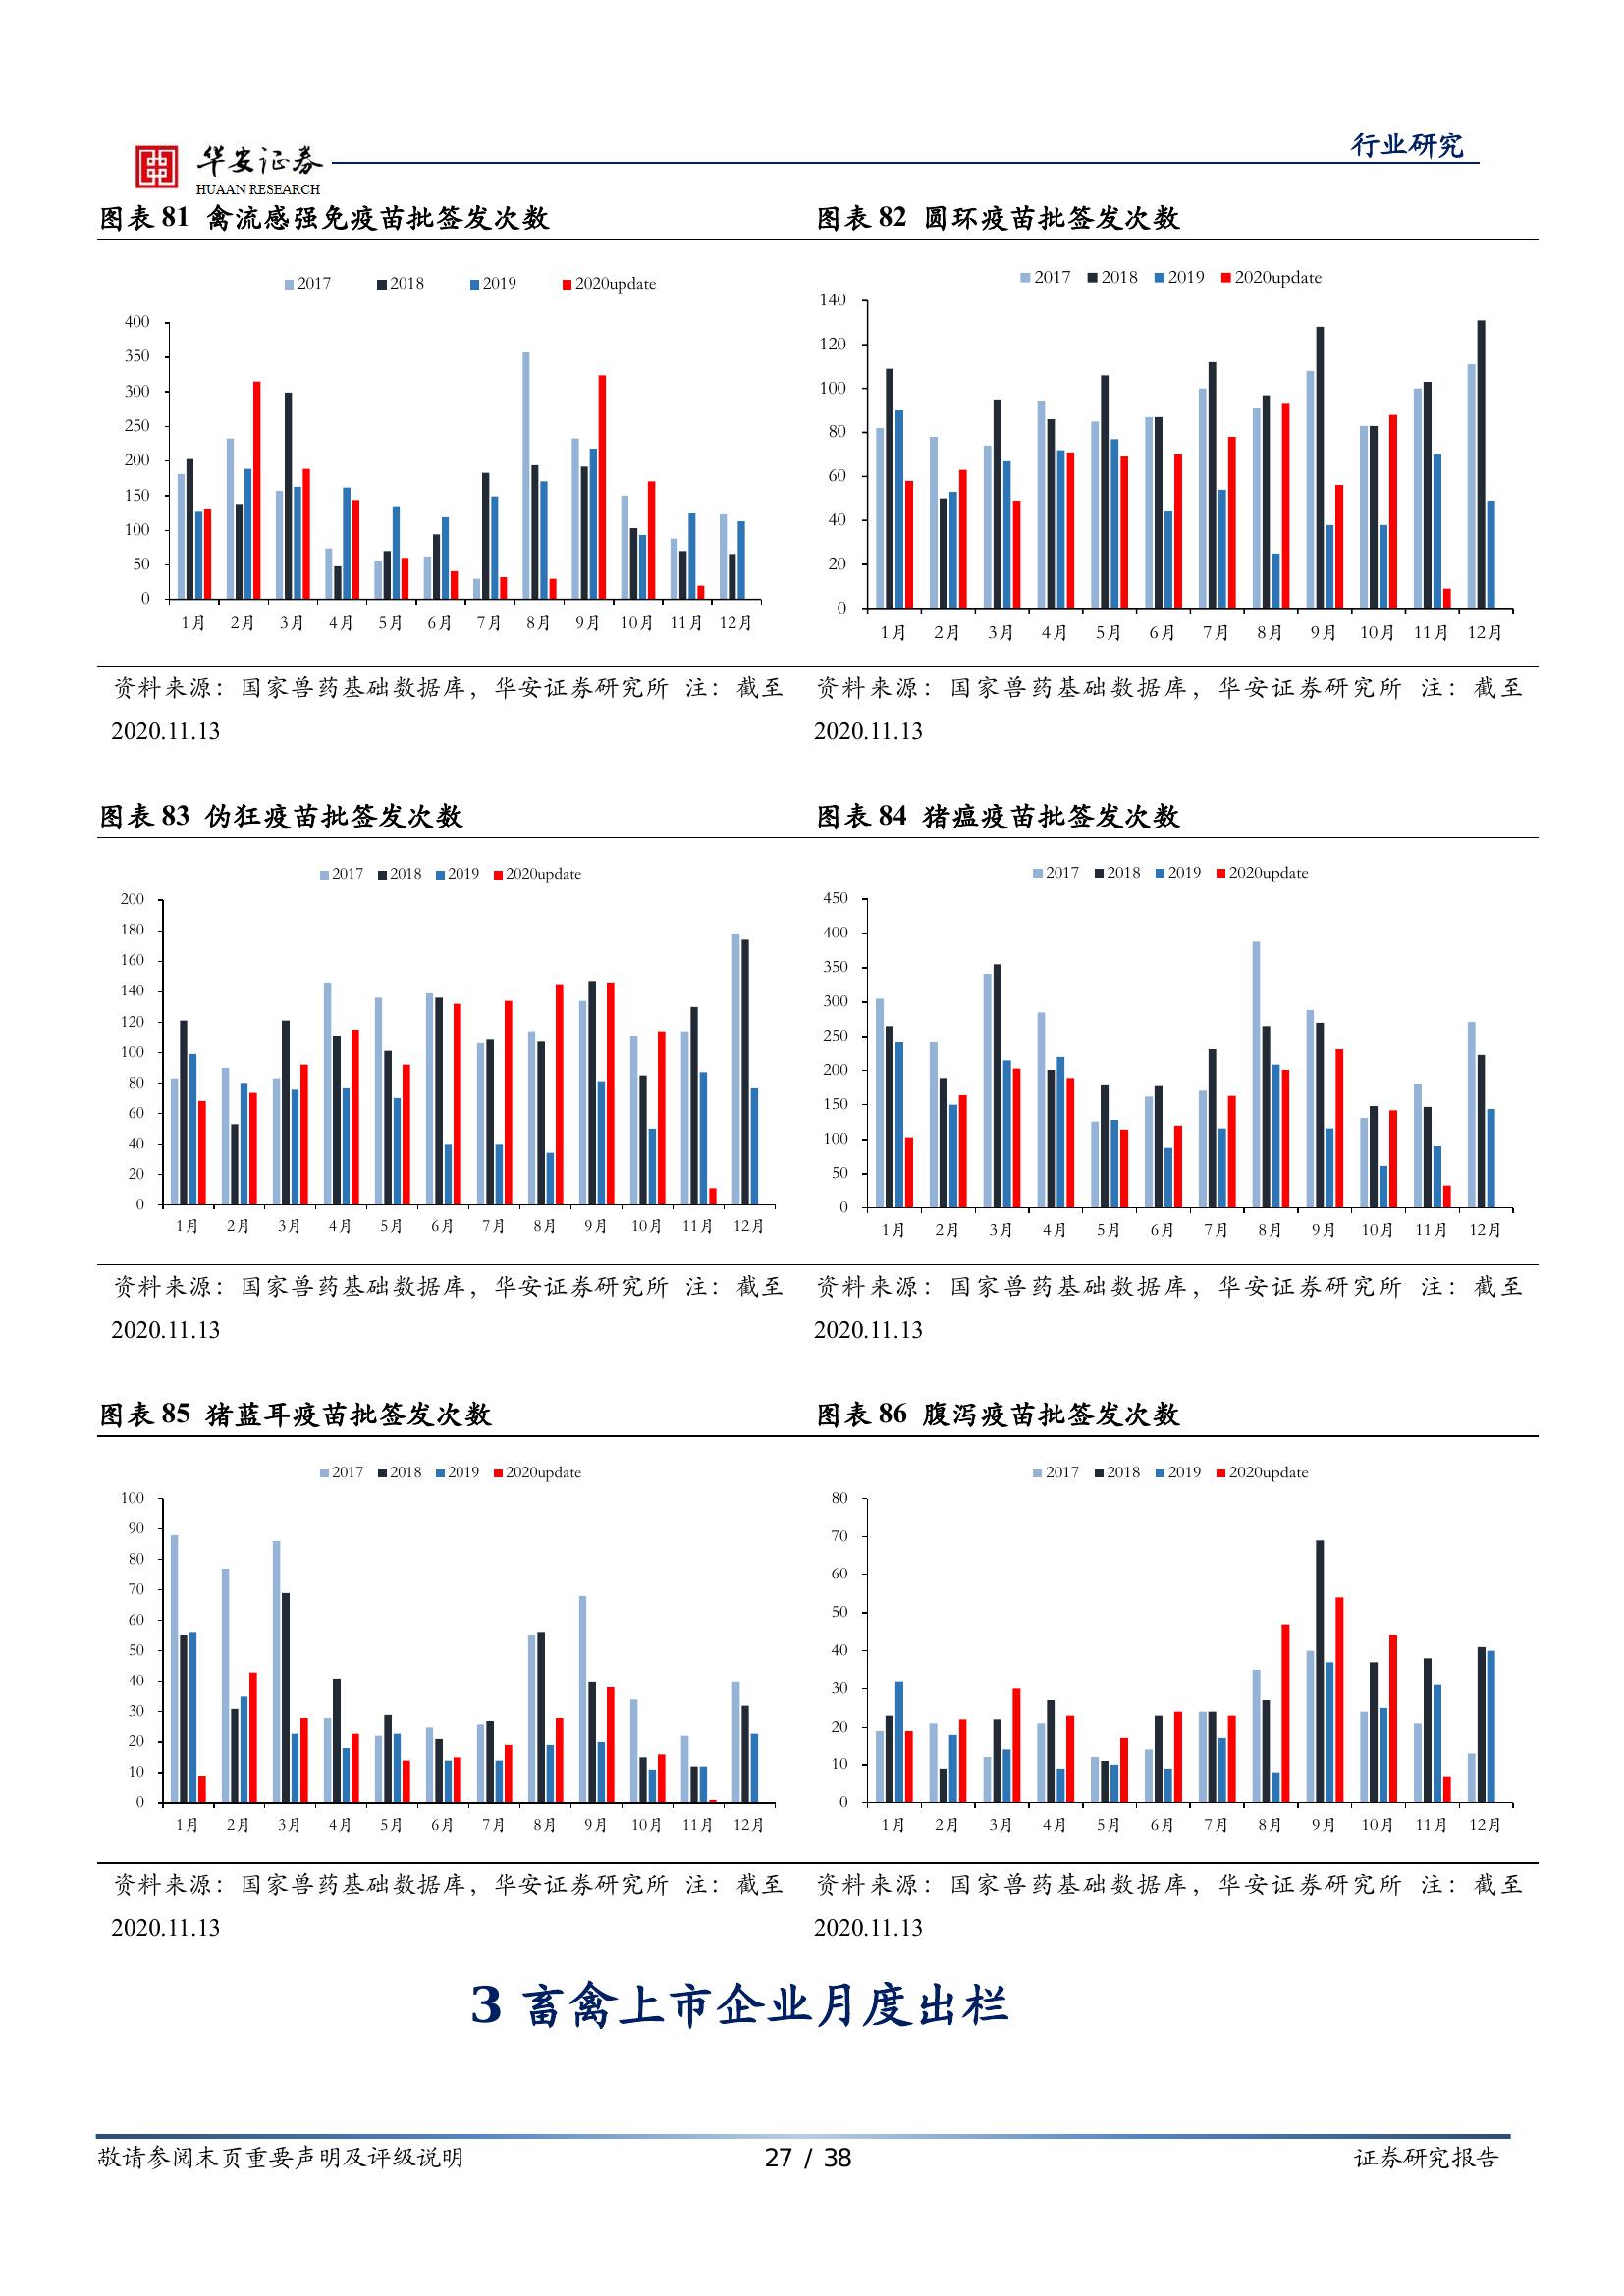 华安证券
HUAAN RESEARCH
行业研究
图表 81 禽流感强免疫苗批签发次数
2017 2018 2019 2020update
400
350
300
250
200
150
100
50
0
1月 2月 3月 4月 5月 6月 7月 8月 9月 10月 11月 12月
资料来源：国家兽药基础数据库，华安证券研究所 注：截至
2020.11.13
图表 82 圆环疫苗批签发次数
2017 2018 2019 2020update
140
120
100
80
60
40
20
0
1月 2月 3月 4月 5月 6月 7月 8月 9月 10月 11月 12月
资料来源：国家兽药基础数据库，华安证券研究所 注：截至
2020.11.13
图表 83 伪狂疫苗批签发次数
2017 2018 2019 2020update
200
180
160
140
120
100
80
60
40
20
0
1月 2月 3月 4月 5月 6月 7月 8月 9月 10月 11月 12月
资料来源：国家兽药基础数据库，华安证券研究所 注：截至
2020.11.13
图表 84 猪瘟疫苗批签发次数
2017 2018 2019 2020update
450
400
350
300
250
200
150
100
50
0
1月 2月 3月 4月 5月 6月 7月 8月 9月 10月 11月 12月
资料来源：国家兽药基础数据库，华安证券研究所 注：截至
2020.11.13
图表 85 猪蓝耳疫苗批签发次数
2017 2018 2019 2020update
100
90
80
70
60
50
40
30
20
10
0
1月 2月 3月 4月 5月 6月 7月 8月 9月 10月 11月 12月
资料来源：国家兽药基础数据库，华安证券研究所 注：截至
2020.11.13
图表 86 腹泻疫苗批签发次数
2017 2018 2019 2020update
80
70
60
50
40
30
20
10
0
1月 2月 3月 4月 5月 6月 7月 8月 9月 10月 11月 12月
资料来源：国家兽药基础数据库，华安证券研究所 注：截至
2020.11.13
3 畜禽上市企业月度出栏
敬请参阅末页重要声明及评级说明
27 / 38
证券研究报告